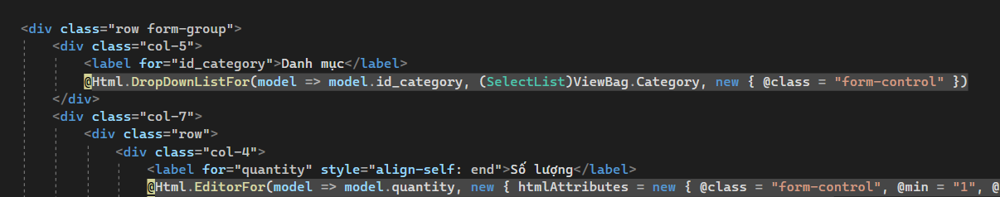 <div class="row form-group">
<div class="col-5">
<label for="id_category">Danh mục</label>
@Html.DropDownListFor(model => model.id_category, (SelectList)ViewBag.Category, new { @class = "form-control" })
</div>
<div class="col-7">
<div class="row">
<div class="col-4">
<label for="quantity" style="align-self: end">Số lượng</label>
@Html.EditorFor(model => model.quantity, new { htmlAttributes = new { @class = "form-control", @min = "1", @